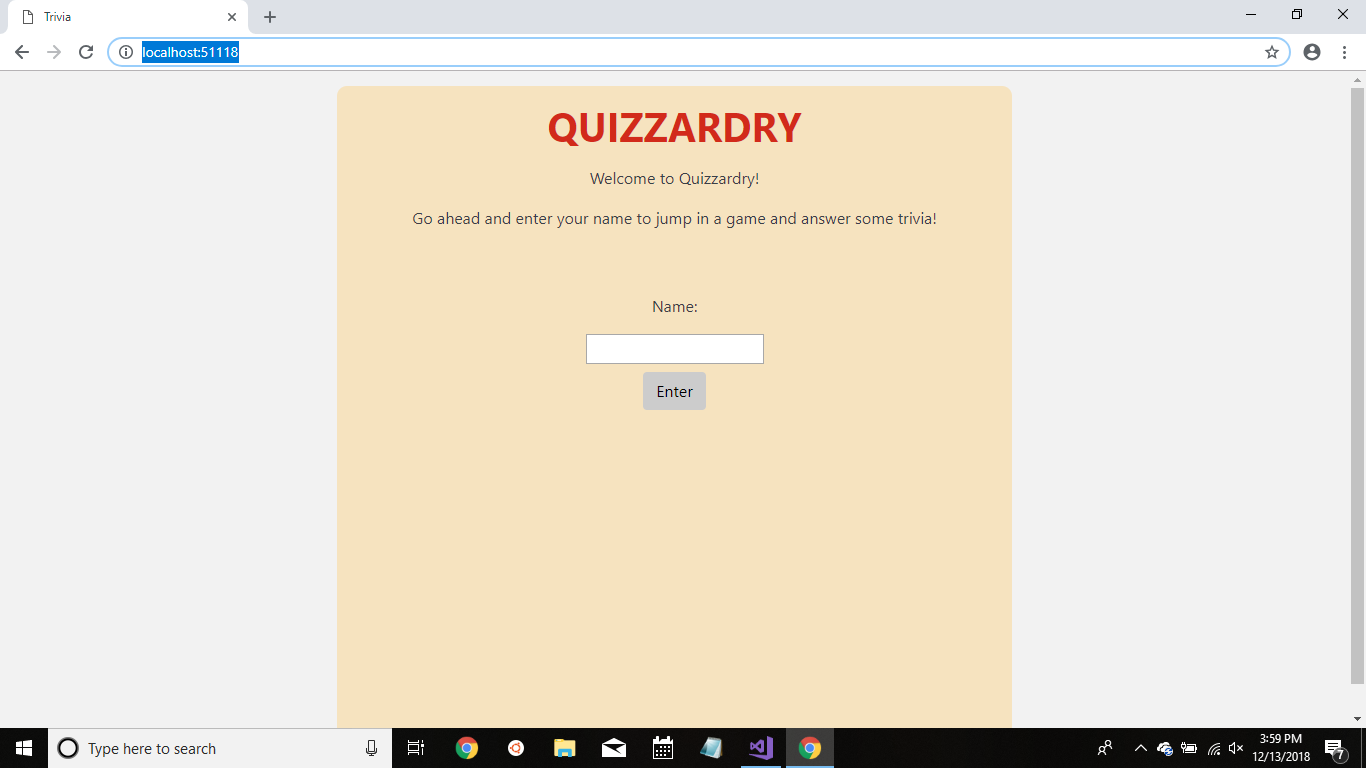 Trivia
localhost:51118
QUIZZARDRY
Welcome to Quizzardry!
Go ahead and enter your name to jump in a game and answer some trivia!
Name:
Enter
Type here to search
3:59 PM
12/13/2018
7